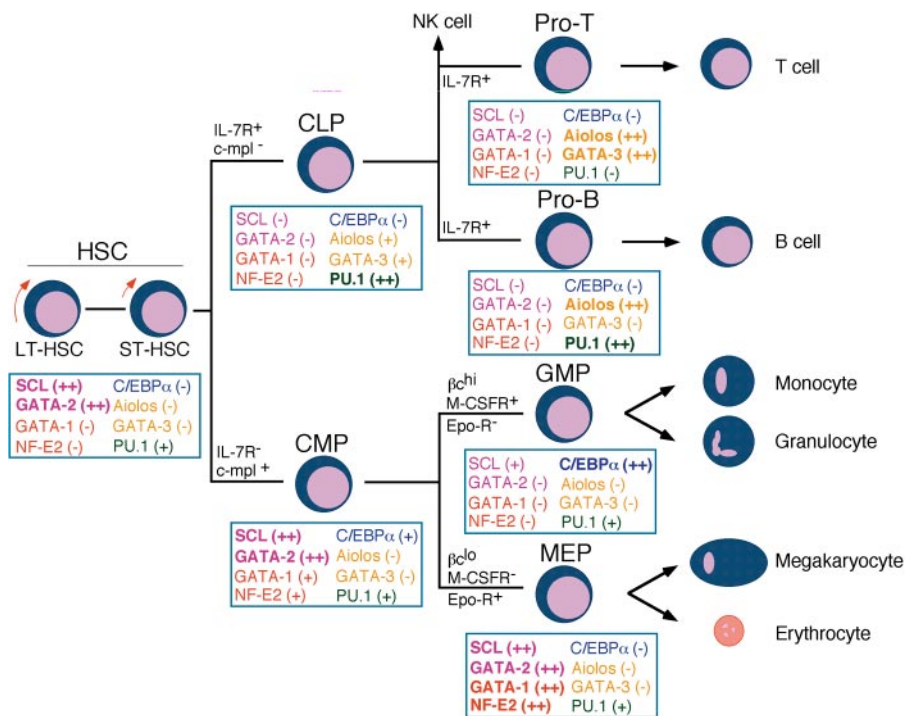 NK cell
Pro-T
IL-7R+
T cell
SCL (-) C/EBPα (-)
GATA-2 (-) Aiolos (++)
GATA-1 (-) GATA-3 (++)
NF-E2 (-) PU.1 (-)
IL-7R+
c-mpl -
CLP
SCL (-) C/EBPα (-)
GATA-2 (-) Aiolos (+)
GATA-1 (-) GATA-3 (+)
NF-E2 (-) PU.1 (++)
Pro-B
IL-7R+
B cell
SCL (-) C/EBPα (-)
GATA-2 (-) Aiolos (++)
GATA-1 (-) GATA-3 (-)
NF-E2 (-) PU.1 (++)
HSC
LT-HSC ST-HSC
SCL (++) C/EBPα (-)
GATA-2 (++) Aiolos (-)
GATA-1 (-) GATA-3 (-)
NF-E2 (-) PU.1 (+)
IL-7R-
c-mpl +
CMP
SCL (++) C/EBPα (+)
GATA-2 (++) Aiolos (-)
GATA-1 (+) GATA-3 (-)
NF-E2 (+) PU.1 (+)
βchi
M-CSFR+
Epo-R-
GMP
Monocyte
Granulocyte
SCL (+) C/EBPα (++)
GATA-2 (-) Aiolos (-)
GATA-1 (-) GATA-3 (-)
NF-E2 (-) PU.1 (+)
βclo
M-CSFR-
Epo-R+
MEP
Megakaryocyte
Erythrocyte
SCL (++) C/EBPα (-)
GATA-2 (++) Aiolos (-)
GATA-1 (++) GATA-3 (-)
NF-E2 (++) PU.1 (+)